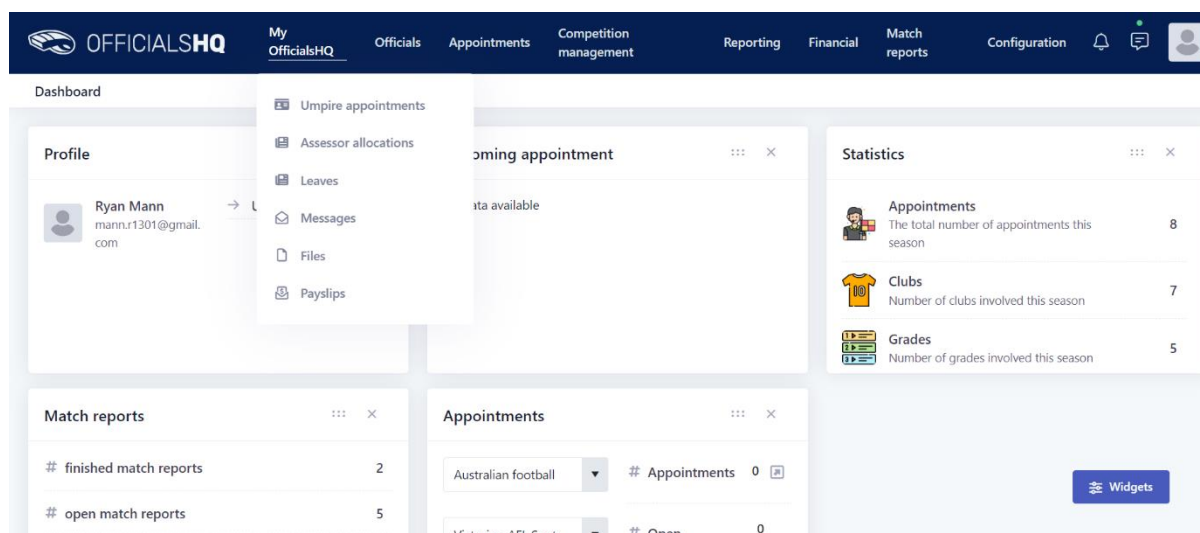 OFFICIALSHQ
My
OfficialsHQ
Officials
Appointments
Competition
management
Reporting
Financial
Match
reports
Configuration
Dashboard
Umpire appointments
Assessor allocations
Leaves
Messages
Files
Payslips
Profile
Ryan Mann
mann.r1301@gmail.
com
appointment
available
Statistics
Appointments
The total number of appointments this
season
8
Clubs
Number of clubs involved this season
7
Grades
Number of grades involved this season
5
Match reports
# finished match reports 2
# open match reports 5
Appointments
Australian football
# Appointments 0
# Open 0
Widgets